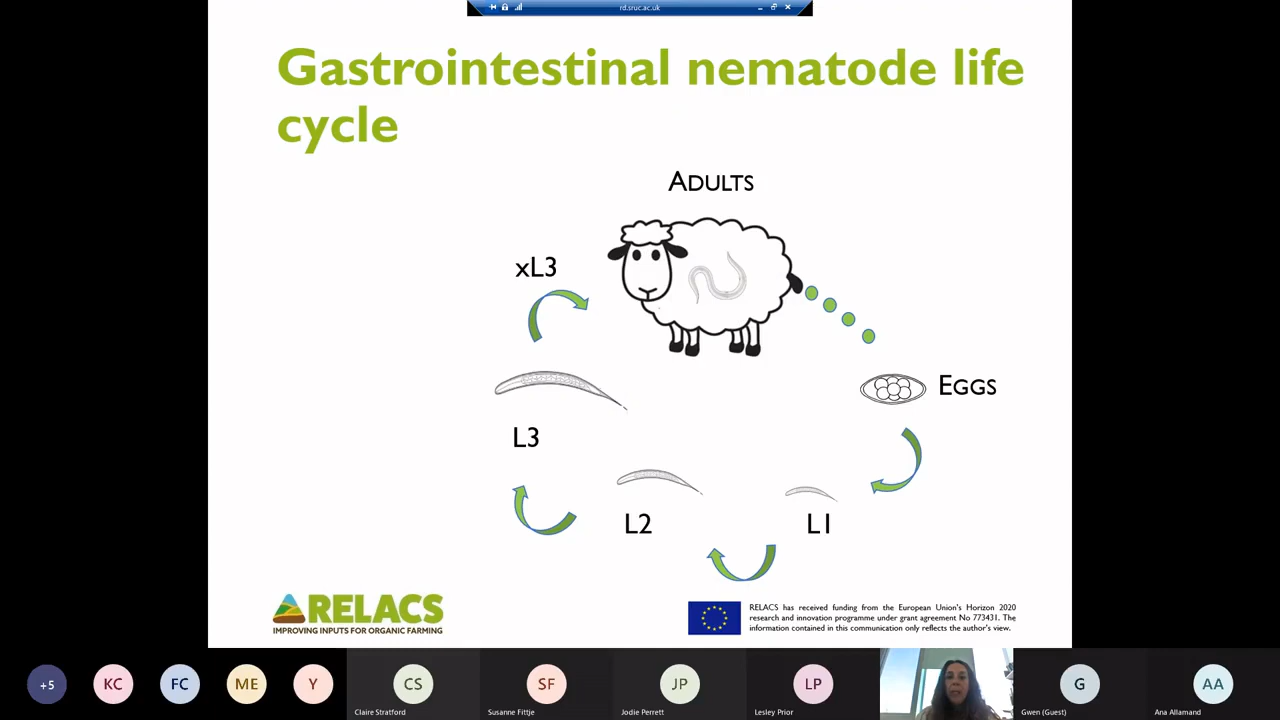 rd.sruc.ac.uk
Gastrointestinal nematode life
cycle
ADULTS
xL3
EGGS
L3
L2
L1
RELACS
IMPROVING INPUTS FOR ORGANIC FARMING
RELACS has received funding from the European Union's Horizon 2020
research and innovation programme under grant agreement No 773431. The
information contained in this communication only reflects the author's view.
+5
KC
FC
ME
Y
CS
SF
JP
LP
G
AA
Claire Stratford
Susanne Fittje
Jodie Perrett
Lesley Prior
Gwen (Guest)
Ana Allamand